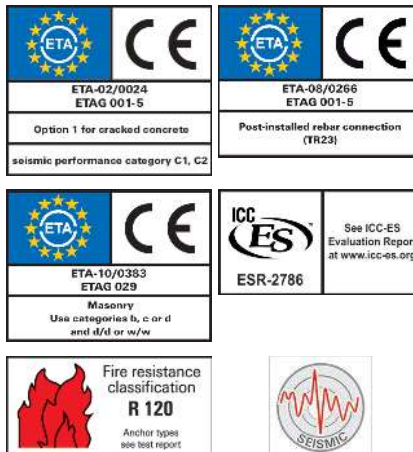 ETA
CE
ETA-02/0024
ETAG 001-5
Option 1 for cracked concrete
seismic performance category C1, C2
ETA
CE
ETA-08/0266
ETAG 001-5
Post-installed rebar connection
(TR23)
ETA
CE
ETA-10/0383
ETAG 029
Masonry
Use categories b, c or d
and d/d or w/w
ICC
ES
ESR-2786
See ICC-ES
Evaluation Report
at www.icc-es.org
Fire resistance
classification
R 120
Anchor types
see test report
SEISMIC